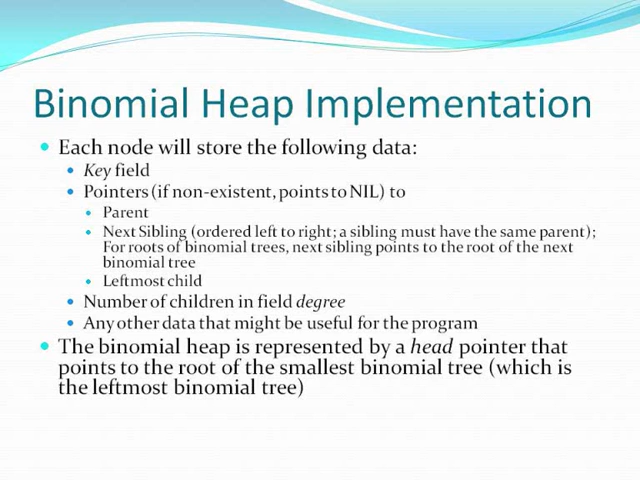 Binomial Heap Implementation
Each node will store the following data:
Key field
Pointers (if non-existent, points to NIL) to
Parent
Next Sibling (ordered left to right; a sibling must have the same parent);
For roots of binomial trees, next sibling points to the root of the next
binomial tree
Leftmost child
Number of children in field degree
Any other data that might be useful for the program
The binomial heap is represented by a head pointer that
points to the root of the smallest binomial tree (which is
the leftmost binomial tree)